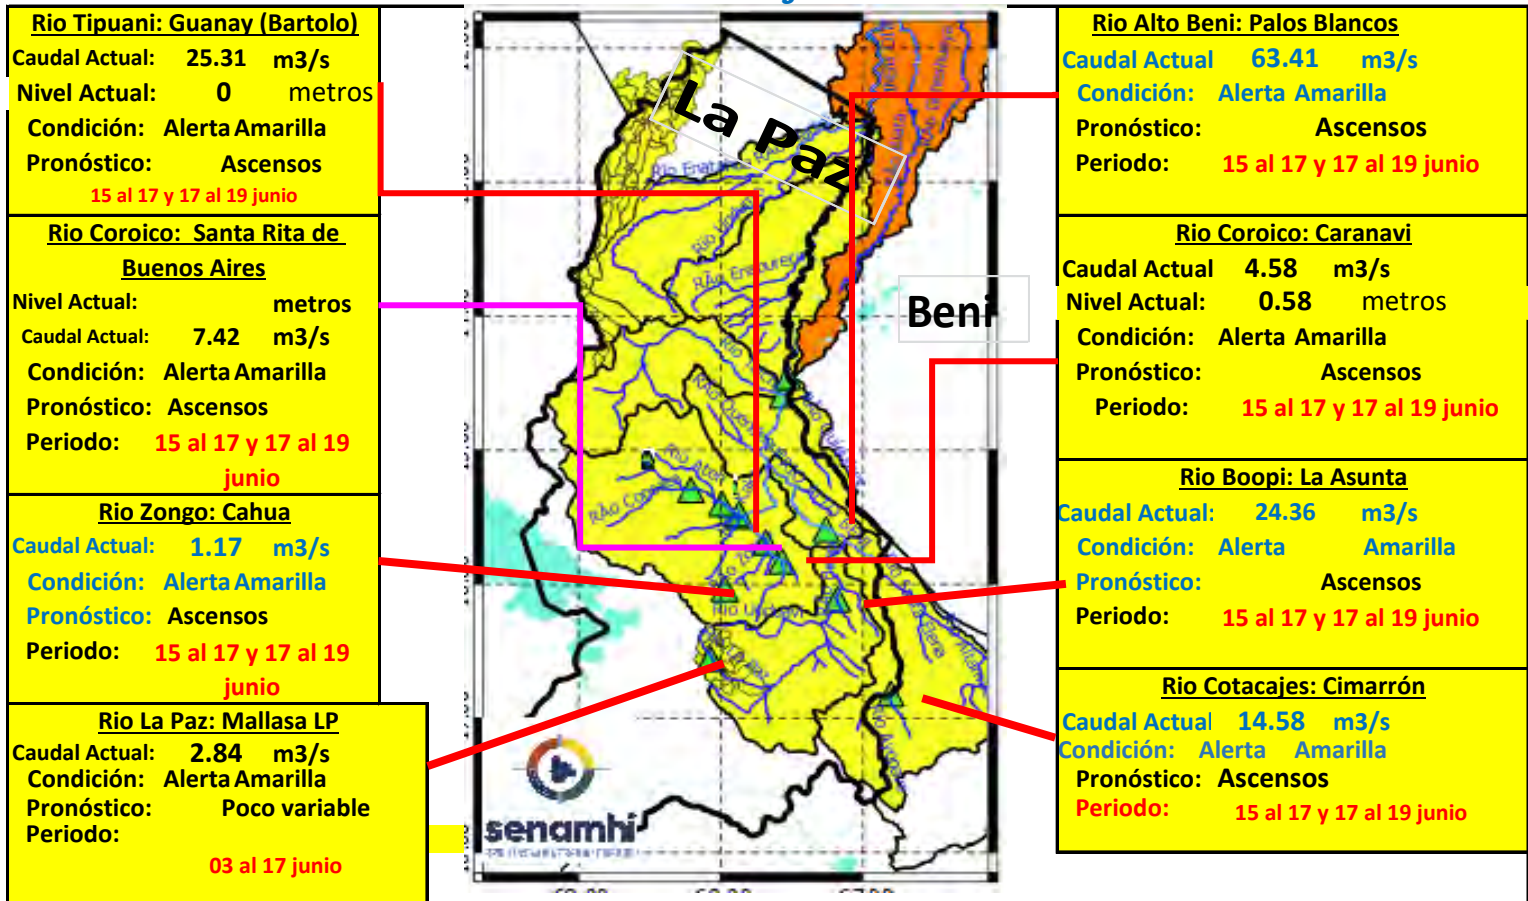 Rio Tipuani: Guanay (Bartolo)
Caudal Actual: 25.31 m3/s
Nivel Actual: 0 metros
Condición: Alerta Amarilla
Pronóstico: Ascensos
15 al 17 y 17 al 19 junio
Rio Coroico: Santa Rita de
Buenos Aires
Nivel Actual: metros
Caudal Actual: 7.42 m3/s
Condición: Alerta Amarilla
Pronóstico: Ascensos
Periodo: 15 al 17 y 17 al 19
junio
Rio Zongo: Cahua
Caudal Actual: 1.17 m3/s
Condición: Alerta Amarilla
Pronóstico: Ascensos
Periodo: 15 al 17 y 17 al 19
junio
Rio La Paz: Mallasa LP
Caudal Actual: 2.84 m3/s
Condición: Alerta Amarilla
Pronóstico: Poco variable
Periodo:
03 al 17 junio
La Paz
Beni
senamhi
Rio Alto Beni: Palos Blancos
Caudal Actual 63.41 m3/s
Condición: Alerta Amarilla
Pronóstico: Ascensos
Periodo: 15 al 17 y 17 al 19 junio
Rio Coroico: Caranavi
Caudal Actual 4.58 m3/s
Nivel Actual: 0.58 metros
Condición: Alerta Amarilla
Pronóstico: Ascensos
Periodo: 15 al 17 y 17 al 19 junio
Rio Boopi: La Asunta
Caudal Actual: 24.36 m3/s
Condición: Alerta Amarilla
Pronóstico: Ascensos
Periodo: 15 al 17 y 17 al 19 junio
Rio Cotacajes: Cimarrón
Caudal Actual 14.58 m3/s
Condición: Alerta Amarilla
Pronóstico: Ascensos
Periodo: 15 al 17 y 17 al 19 junio